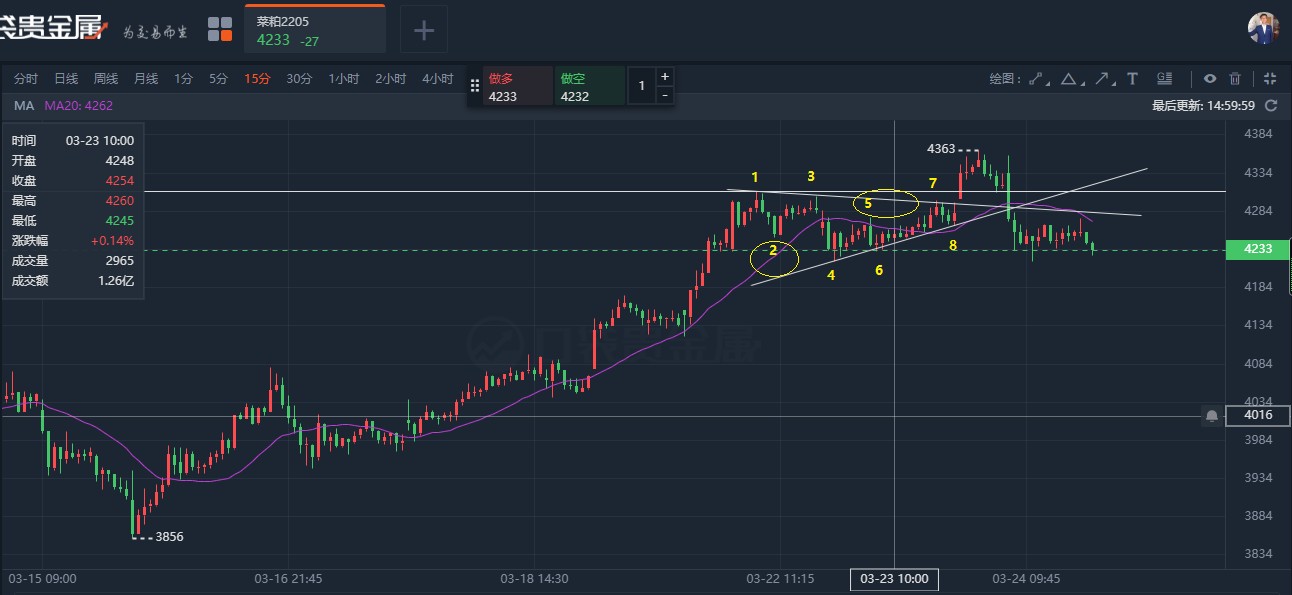 袋贵金属 为交易而生
菜粕2205
4233 -27
+
分时 日线 周线 月线 1分 5分 15分 30分 1小时 2小时 4小时
做多
4233
做空
4232
1
+
-
绘图:
T
最后更新: 14:59:59
MA MA20: 4262
时间 03-23 10:00
开盘 4248
收盘 4254
最高 4260
最低 4245
涨跌幅 +0.14%
成交量 2965
成交额 1.26亿
4363
1
3
5
7
2
4
6
8
3856
4384
4334
4284
4233
4184
4134
4084
4034
4016
3984
3934
3884
3834
口袋贵金属
03-15 09:00 03-16 21:45 03-18 14:30 03-22 11:15 03-23 10:00 03-24 09:45